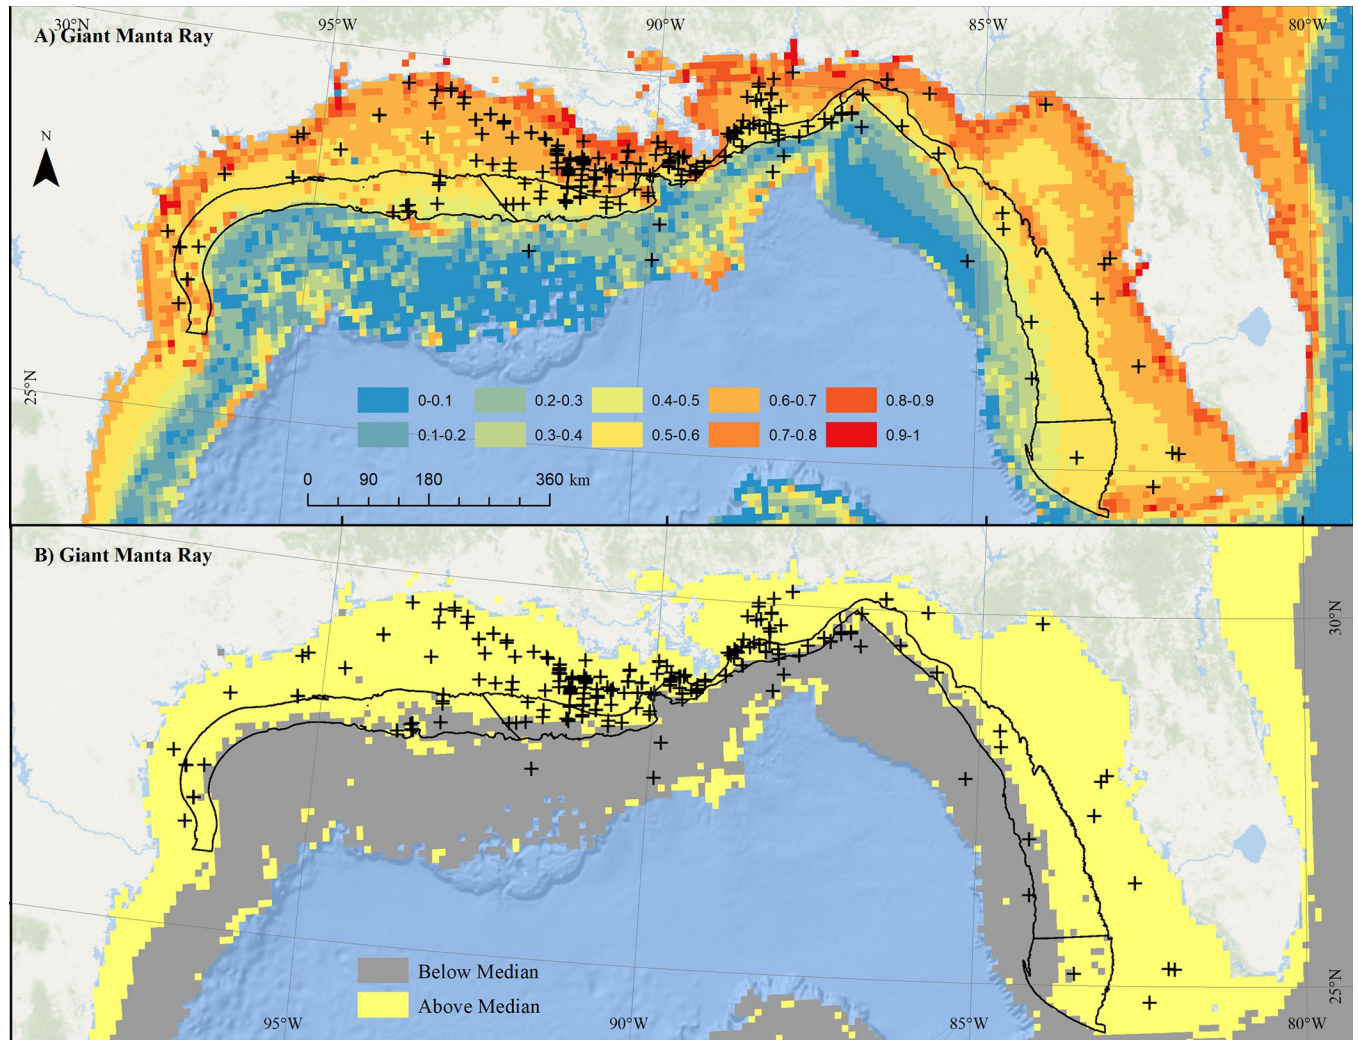 30°N 95°W 90°W 85°W 80°W
A) Giant Manta Ray
N
25°N
0-0.1 0.2-0.3 0.4-0.5 0.6-0.7 0.8-0.9
0.1-0.2 0.3-0.4 0.5-0.6 0.7-0.8 0.9-1
0 90 180 360 km
B) Giant Manta Ray
30°N
Below Median
25°N
Above Median
95°W 90°W 85°W 80°W